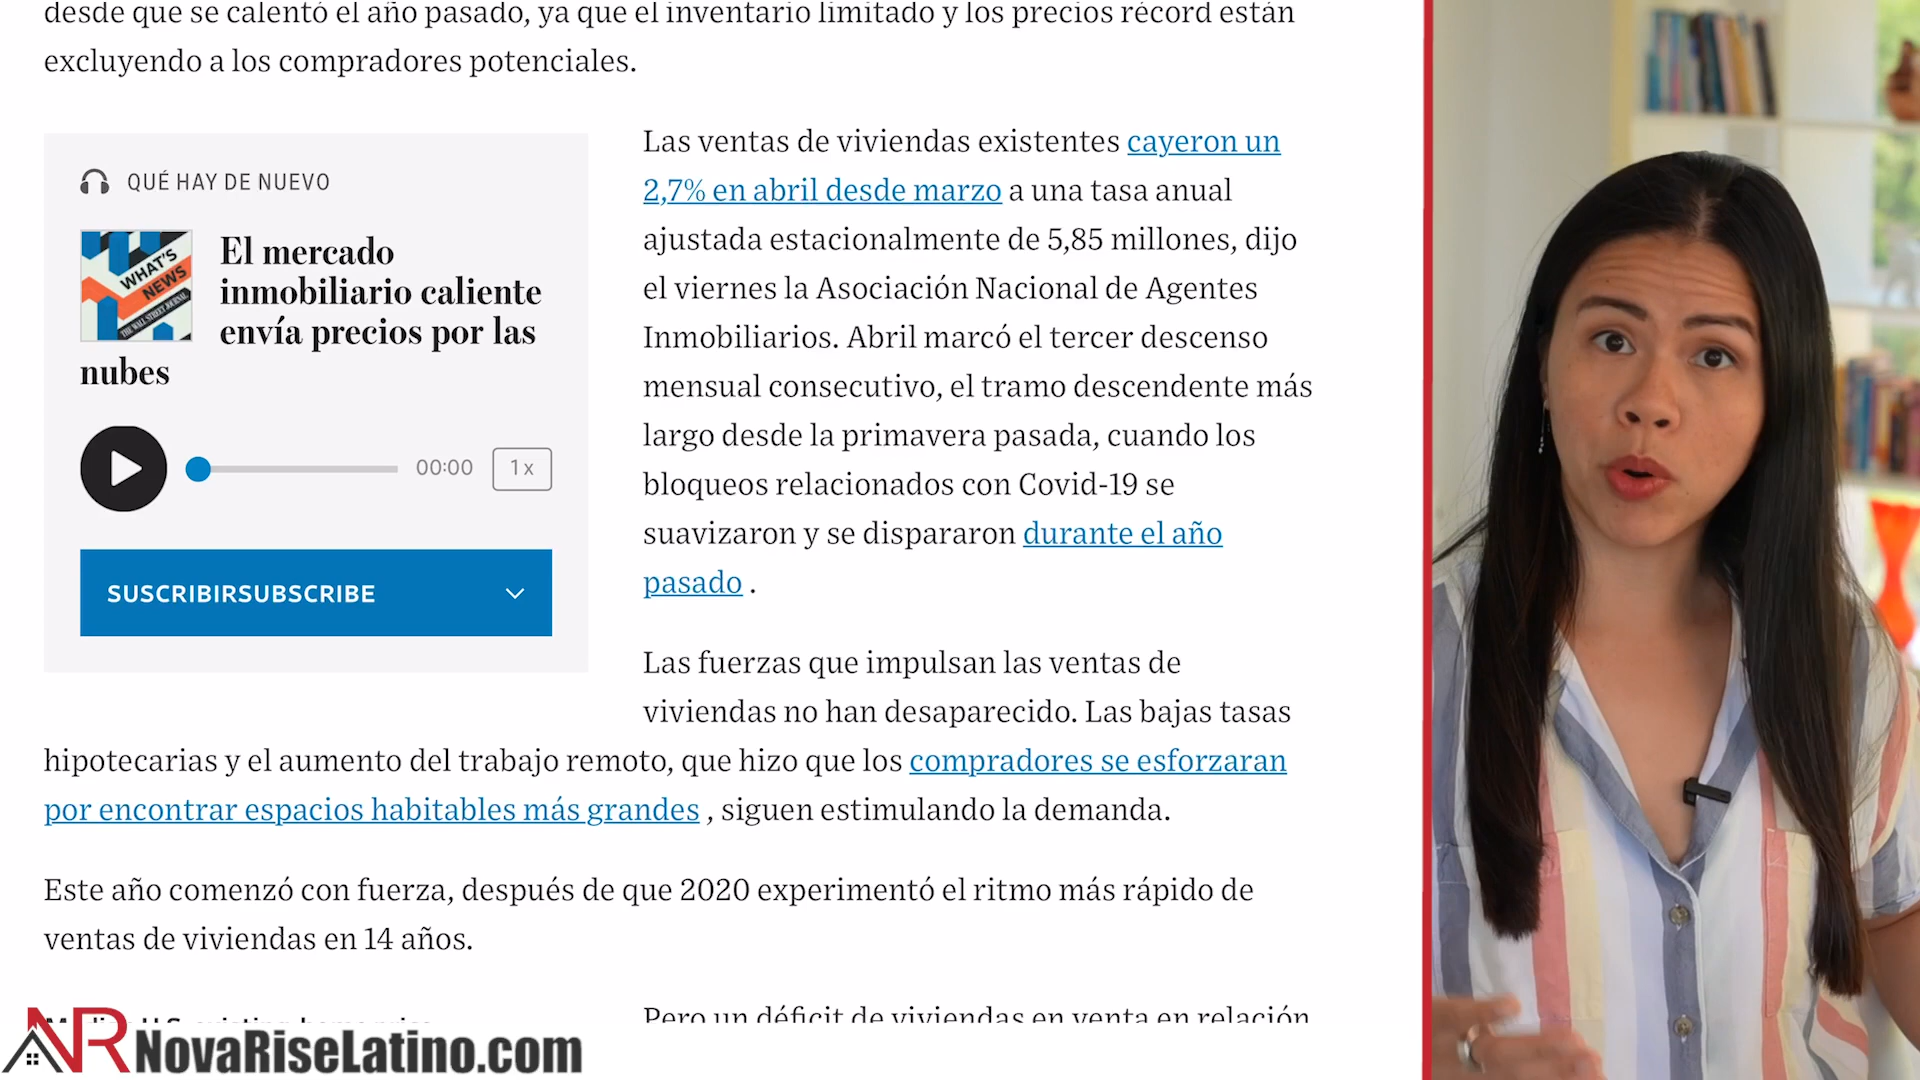 desde que se calentó el año pasado, ya que el inventario limitado y los precios récord están
excluyendo a los compradores potenciales.
QUÉ HAY DE NUEVO
WHAT'S
NEWS
THE WALL STREET JOURNAL
El mercado
inmobiliario caliente
envía precios por las
nubes
00:00
1x
SUSCRIBIRSUBSCRIBE
Las ventas de viviendas existentes cayeron un
2,7% en abril desde marzo a una tasa anual
ajustada estacionalmente de 5,85 millones, dijo
el viernes la Asociación Nacional de Agentes
Inmobiliarios. Abril marcó el tercer descenso
mensual consecutivo, el tramo descendente más
largo desde la primavera pasada, cuando los
bloqueos relacionados con Covid-19 se
suavizaron y se dispararon durante el año
pasado .
Las fuerzas que impulsan las ventas de
viviendas no han desaparecido. Las bajas tasas
hipotecarias y el aumento del trabajo remoto, que hizo que los compradores se esforzaran
por encontrar espacios habitables más grandes , siguen estimulando la demanda.
Este año comenzó con fuerza, después de que 2020 experimentó el ritmo más rápido de
ventas de viviendas en 14 años.
Pero un déficit de viviendas en venta en relación
NR
NovaRiseLatino.com